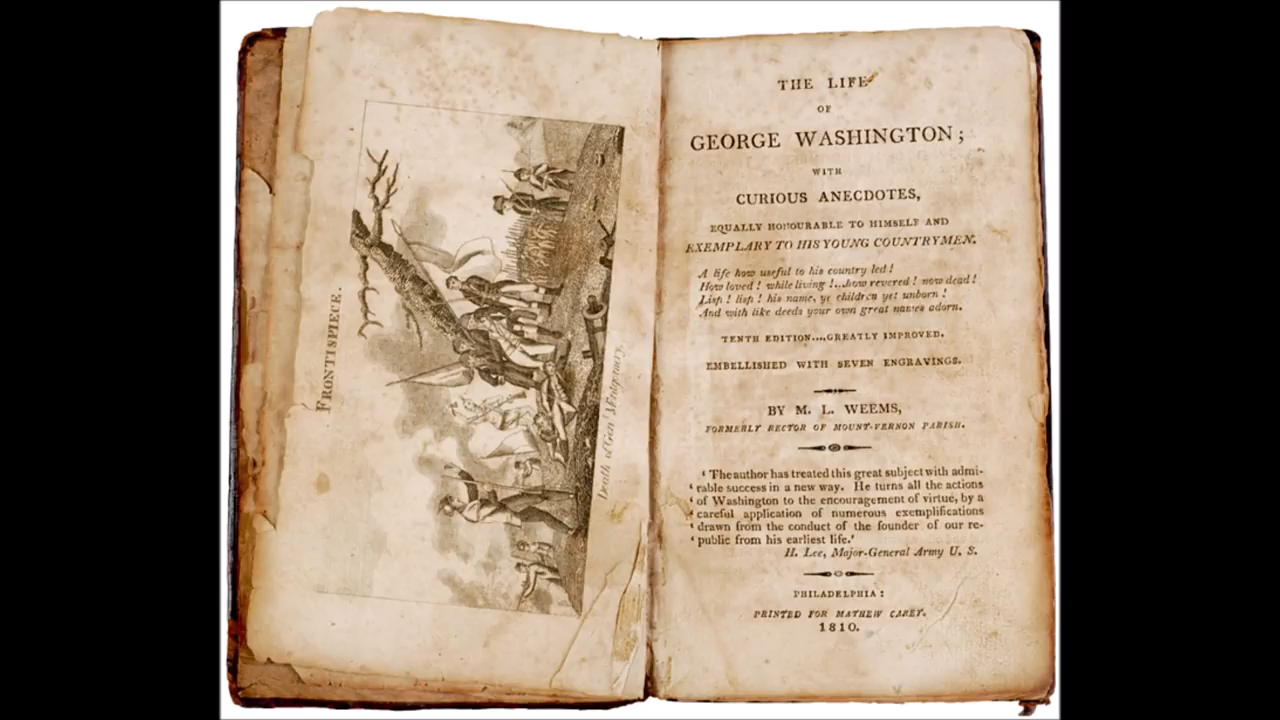 FRONTISPIECE.
Death of Gen. Montgomery.
THE LIFE
OF
GEORGE WASHINGTON;
WITH
CURIOUS ANECDOTES,
EQUALLY HONOURABLE TO HIMSELF AND
EXEMPLARY TO HIS YOUNG COUNTRYMEN.
A life how useful to his country led!
How loved! while living!...how revered! now dead!
Lisp! lisp! his name, ye children yet unborn!
And with like deeds your own great names adorn.
TENTH EDITION....GREATLY IMPROVED.
EMBELLISHED WITH SEVEN ENGRAVINGS.
BY M. L. WEEMS,
FORMERLY RECTOR OF MOUNT-VERNON PARISH.
‘ The author has treated this great subject with admi-
‘ rable success in a new way. He turns all the actions
‘ of Washington to the encouragement of virtue, by a
‘ careful application of numerous exemplifications
‘ drawn from the conduct of the founder of our re-
‘ public from his earliest life.’
H. Lee, Major-General Army U. S.
PHILADELPHIA:
PRINTED FOR MATHEW CAREY.
1810.